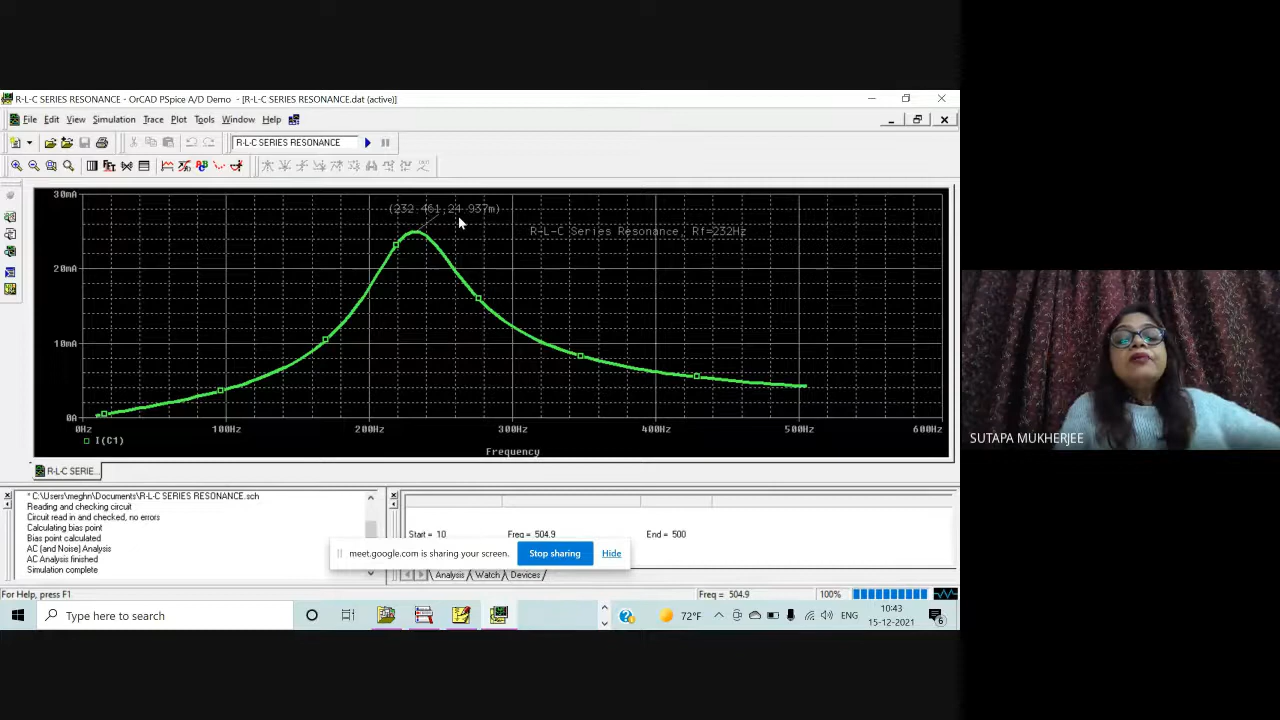 R-L-C SERIES RESONANCE - OrCAD PSpice A/D Demo - [R-L-C SERIES RESONANCE.dat (active)]
File Edit View Simulation Trace Plot Tools Window Help
R-L-C SERIES RESONANCE
30mA
(232.461,24.937m)
R-L-C Series Resonance, Rf=232Hz
20mA
10mA
0A
0Hz 100Hz 200Hz 300Hz 400Hz 500Hz 600Hz
I(C1)
Frequency
SUTAPA MUKHERJEE
R-L-C SERIE...
* C:\Users\meghn\Documents\R-L-C SERIES RESONANCE.sch
Reading and checking circuit
Circuit read in and checked, no errors
Calculating bias point
Bias point calculated
AC (and Noise) Analysis
AC Analysis finished
Simulation complete
Start = 10 Freq = 504.9 End = 500
meet.google.com is sharing your screen. Stop sharing Hide
Analysis Watch Devices
For Help, press F1
Freq = 504.9 100%
Type here to search
72°F ENG 10:43
15-12-2021 6